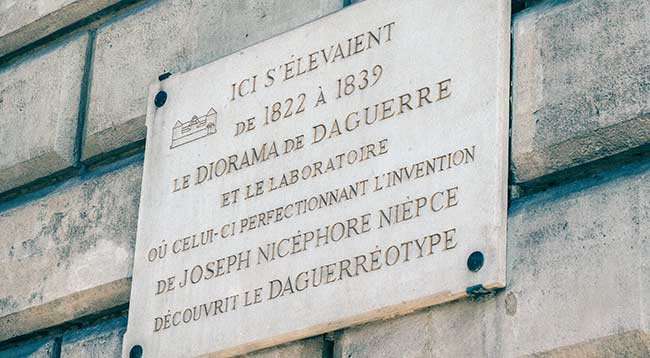 ICI S'ÉLEVAIENT
DE 1822 À 1839
LE DIORAMA DE DAGUERRE
ET LE LABORATOIRE
OÙ CELUI-CI PERFECTIONNANT L'INVENTION
DE JOSEPH NICÉPHORE NIÈPCE
DÉCOUVRIT LE DAGUERRÉOTYPE